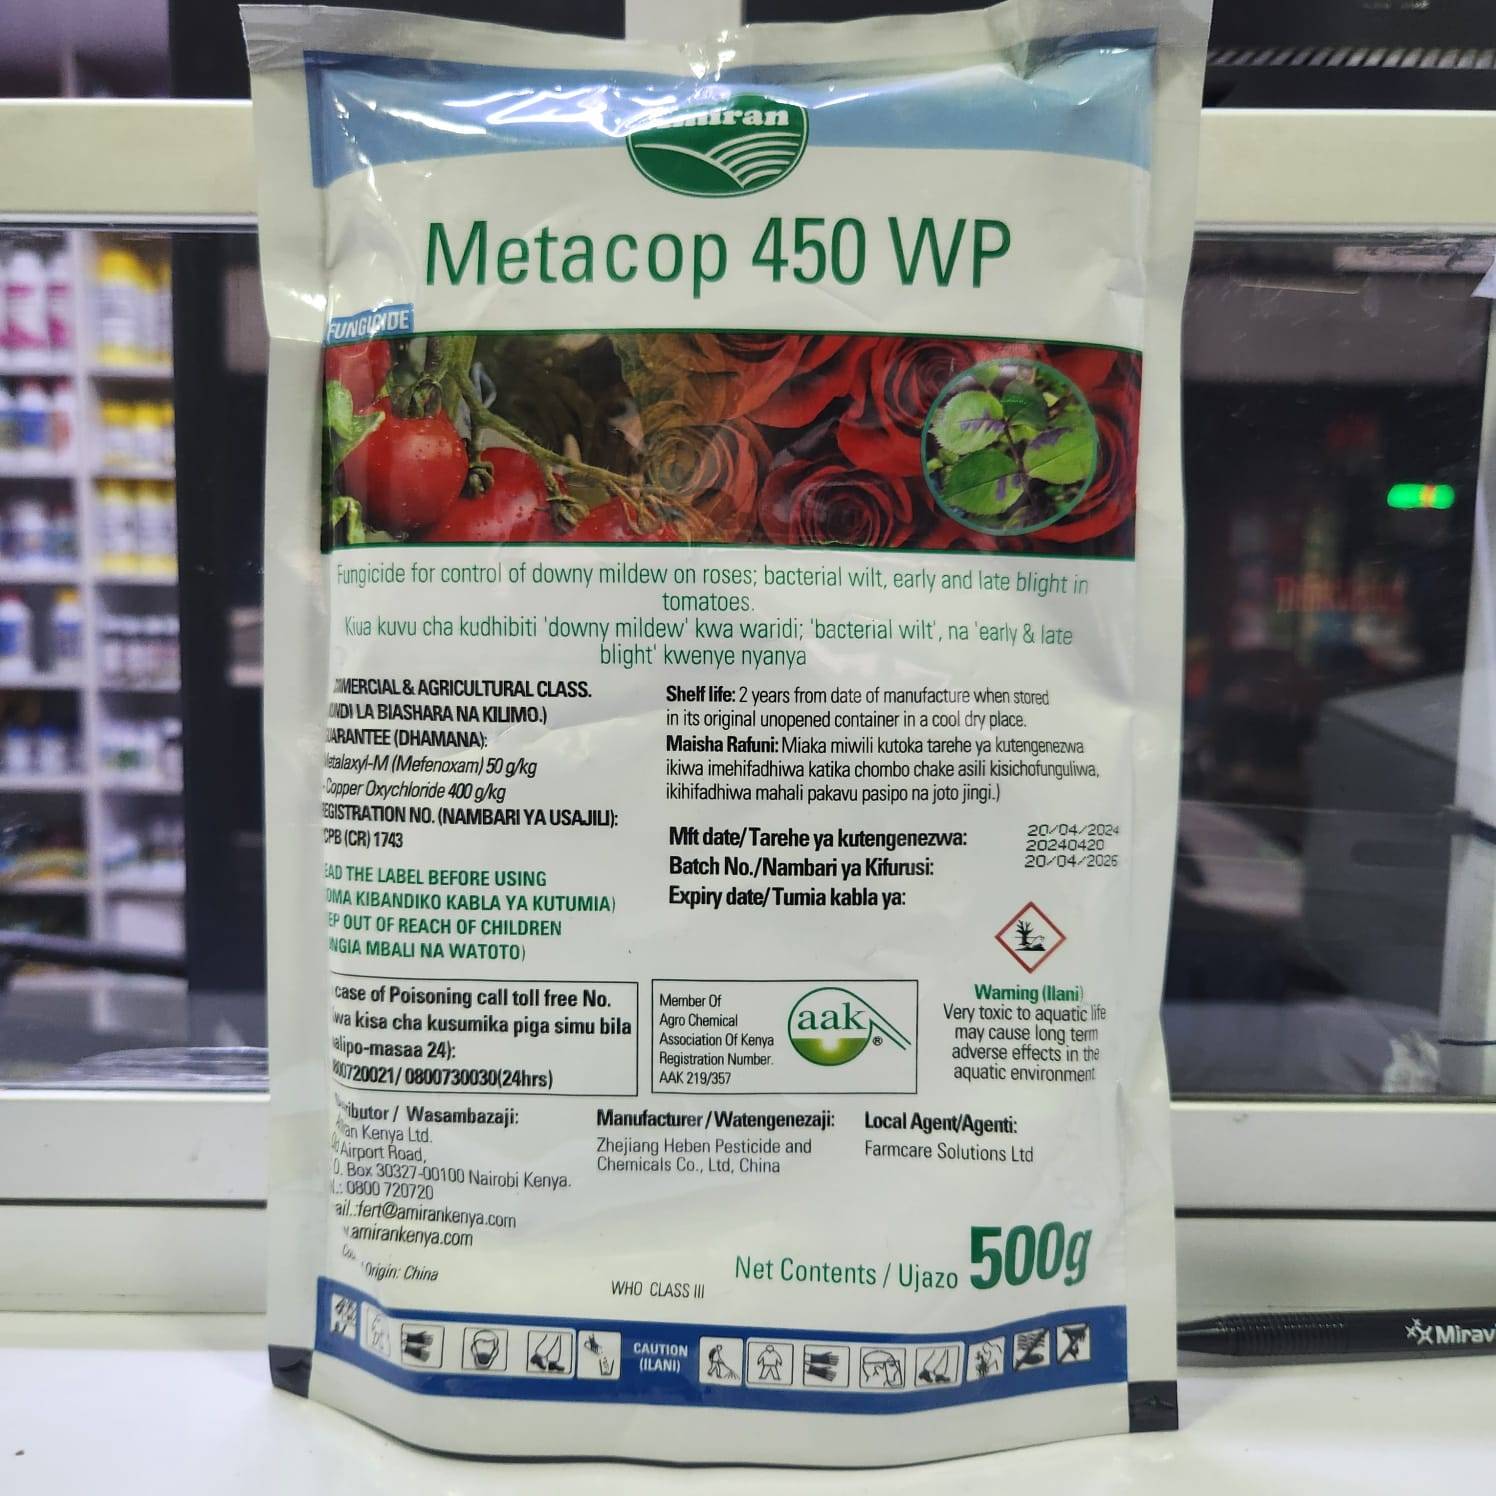 Metacop 450 WP
FUNGICIDE
Fungicide for control of downy mildew on roses; bacterial wilt, early and late blight in
tomatoes.
Kiua kuvu cha kudhibiti 'downy mildew' kwa waridi; 'bacterial wilt', na 'early & late
blight' kwenye nyanya
& AGRICULTURAL CLASS.
LA BIASHARA NA KILIMO.)
(DHAMANA):
(Mefenoxam) 50 g/kg
Copper Oxychloride 400 g/kg
NO. (NAMBARI YA USAJILI):
(CR) 1743
THE LABEL BEFORE USING
KIBANDIKO KABLA YA KUTUMIA)
OUT OF REACH OF CHILDREN
MBALI NA WATOTO)
Shelf life: 2 years from date of manufacture when stored
in its original unopened container in a cool dry place.
Maisha Rafuni: Miaka miwili kutoka tarehe ya kutengenezwa
ikiwa imehifadhiwa katika chombo chake asili kisichofunguliwa,
ikihifadhiwa mahali pakavu pasipo na joto jingi.)
Mft date/Tarehe ya kutengenezwa: 20/04/2024
Batch No./Nambari ya Kifurusi: 20240420
Expiry date/Tumia kabla ya: 20/04/2026
case of Poisoning call toll free No.
kisa cha kusumika piga simu bila
masaa 24):
0800730030(24hrs)
Member Of
Agro Chemical
Association Of Kenya
Registration Number.
AAK 219/357
aak®
Warning (Ilani)
Very toxic to aquatic life
may cause long term
adverse effects in the
aquatic environment
/ Wasambazaji:
Kenya Ltd.
Airport Road,
Box 30327-00100 Nairobi Kenya.
0800 720720
fert@amirankenya.com
amirankenya.com
Origin: China
Manufacturer/Watengenezaji:
Zhejiang Heben Pesticide and
Chemicals Co., Ltd, China
Local Agent/Agenti:
Farmcare Solutions Ltd
WHO CLASS III
Net Contents / Ujazo 500g
CAUTION
(ILANI)